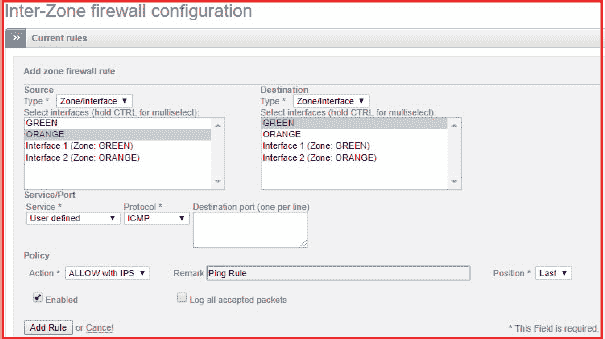 Inter-Zone firewall configuration
» Current rules
Add zone firewall rule
Source Destination
Type * Zone/Interface Type * Zone/Interface
Select interfaces (hold CTRL for multiselect): Select interfaces (hold CTRL for multiselect)
GREEN GREEN
ORANGE ORANGE
Interface 1 (Zone: GREEN) Interface 1 (Zone: GREEN)
Interface 2 (Zone: ORANGE) Interface 2 (Zone: ORANGE)
Service/Port
Service * Protocol * Destination port (one per line)
User defined ICMP
Policy
Action * ALLOW with IPS Remark Ping Rule Position * Last
Enabled Log all accepted packets
Add Rule or Cancel * This Field is required.